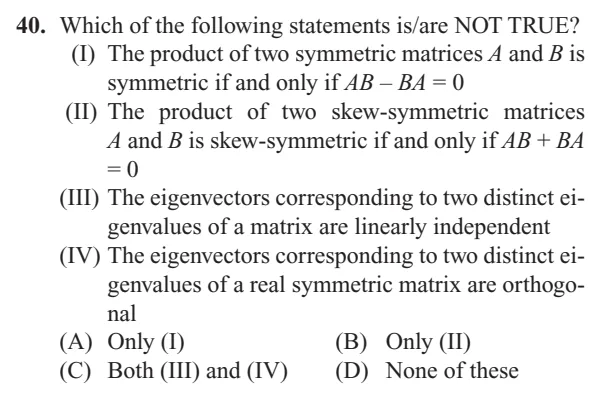 40. Which of the following statements is/are NOT TRUE?
(I) The product of two symmetric matrices A and B is
symmetric if and only if AB – BA = 0
(II) The product of two skew-symmetric matrices
A and B is skew-symmetric if and only if AB + BA
= 0
(III) The eigenvectors corresponding to two distinct ei-
genvalues of a matrix are linearly independent
(IV) The eigenvectors corresponding to two distinct ei-
genvalues of a real symmetric matrix are orthogo-
nal
(A) Only (I) (B) Only (II)
(C) Both (III) and (IV) (D) None of these